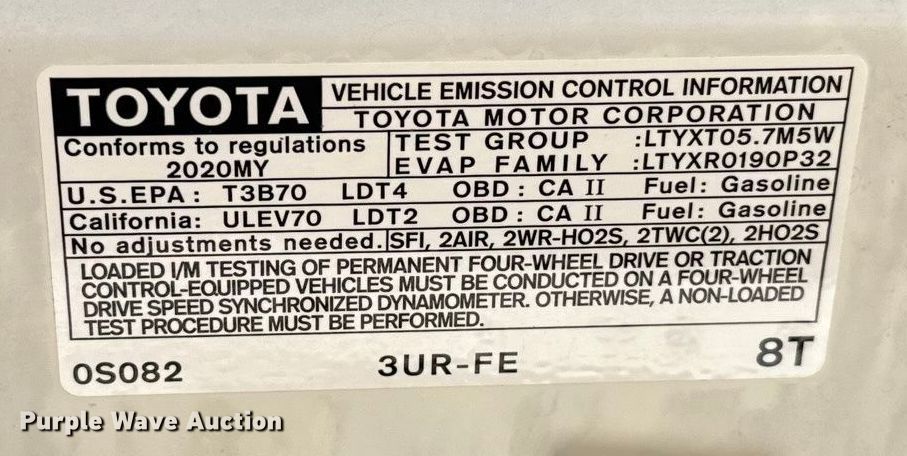 TOYOTA
VEHICLE EMISSION CONTROL INFORMATION
TOYOTA MOTOR CORPORATION
Conforms to regulations
2020MY
TEST GROUP :LTYXT05.7M5W
EVAP FAMILY :LTYXR0190P32
U.S.EPA: T3B70 LDT4 OBD: CA II Fuel: Gasoline
California: ULEV70 LDT2 OBD: CA II Fuel: Gasoline
No adjustments needed. SFI, 2AIR, 2WR-HO2S, 2TWC(2), 2HO2S
LOADED I/M TESTING OF PERMANENT FOUR-WHEEL DRIVE OR TRACTION
CONTROL-EQUIPPED VEHICLES MUST BE CONDUCTED ON A FOUR-WHEEL
DRIVE SPEED SYNCHRONIZED DYNAMOMETER. OTHERWISE, A NON-LOADED
TEST PROCEDURE MUST BE PERFORMED.
0S082 3UR-FE 8T
Purple Wave Auction